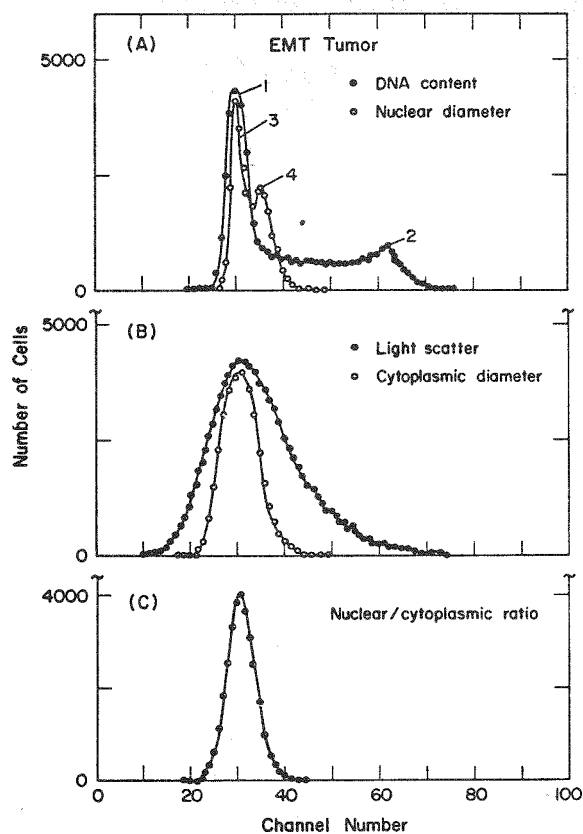 (A)
EMT Tumor
5000
1
DNA content
Nuclear diameter
3
4
2
0
(B)
5000
Light scatter
Cytoplasmic diameter
Number of Cells
0
(C)
4000
Nuclear/cytoplasmic ratio
0
0 20 40 60 80 100
Channel Number